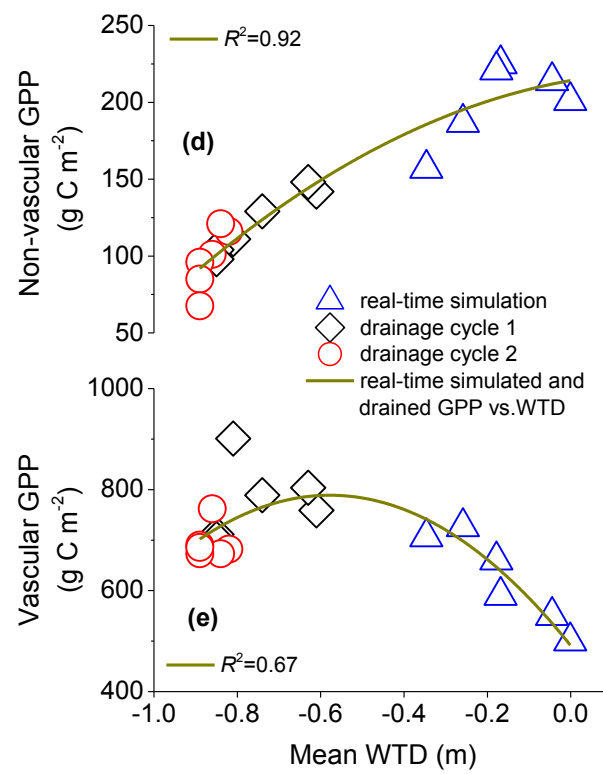 250
R²=0.92
200
(d)
150
100
50
Non-vascular GPP
(g C m⁻²)
real-time simulation
drainage cycle 1
drainage cycle 2
real-time simulated and
drained GPP vs.WTD
1000
800
600
400
Vascular GPP
(g C m⁻²)
(e)
R²=0.67
-1.0 -0.8 -0.6 -0.4 -0.2 0.0
Mean WTD (m)